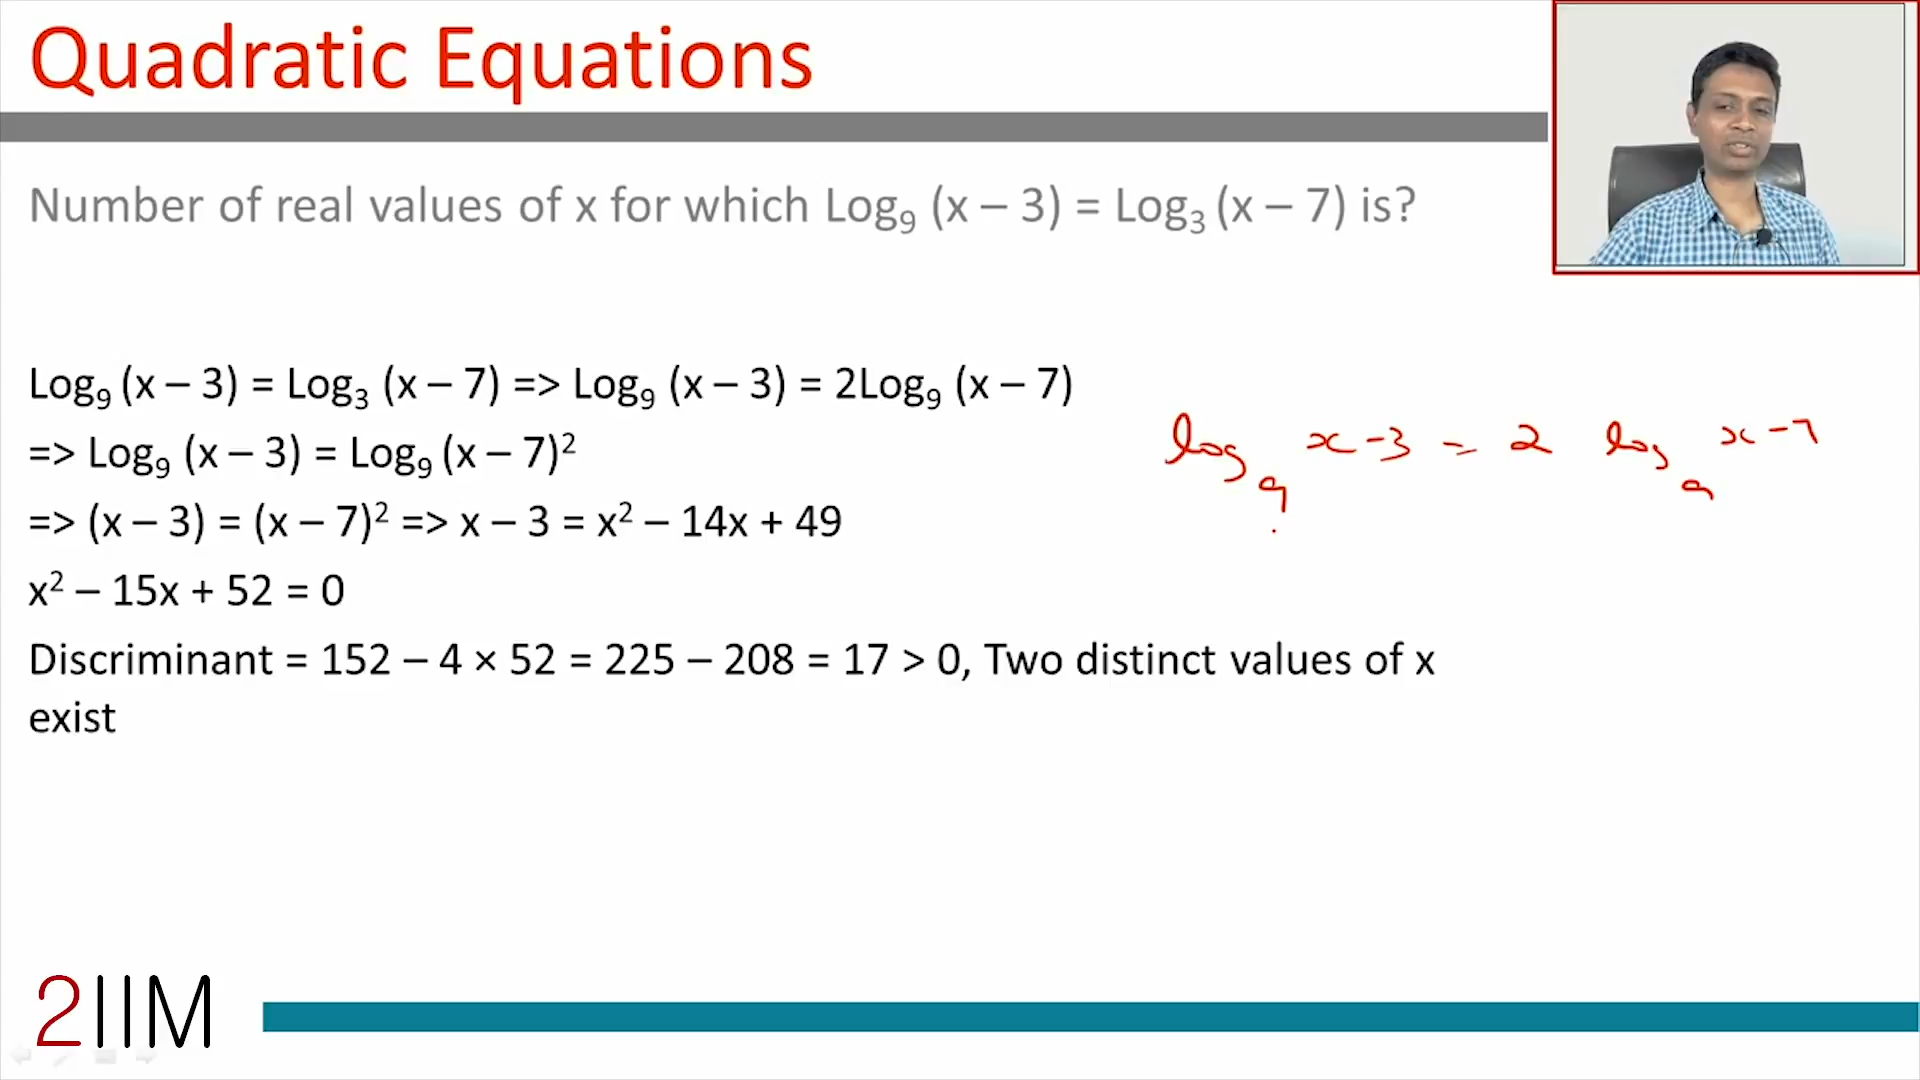 Quadratic Equations
Number of real values of x for which Log₉ (x – 3) = Log₃ (x – 7) is?
Log₉ (x – 3) = Log₃ (x – 7) => Log₉ (x – 3) = 2Log₉ (x – 7)
=> Log₉ (x – 3) = Log₉ (x – 7)²
log₉ x-3 = 2 log₉ x-7
=> (x – 3) = (x – 7)² => x – 3 = x² – 14x + 49
x² – 15x + 52 = 0
Discriminant = 152 – 4 × 52 = 225 – 208 = 17 > 0, Two distinct values of x
exist
2IIM